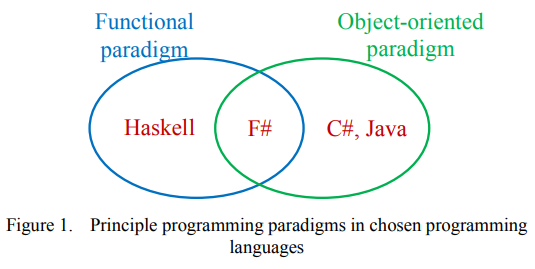 Functional
paradigm
Object-oriented
paradigm
Haskell
F#
C#, Java
Figure 1. Principle programming paradigms in chosen programming
languages